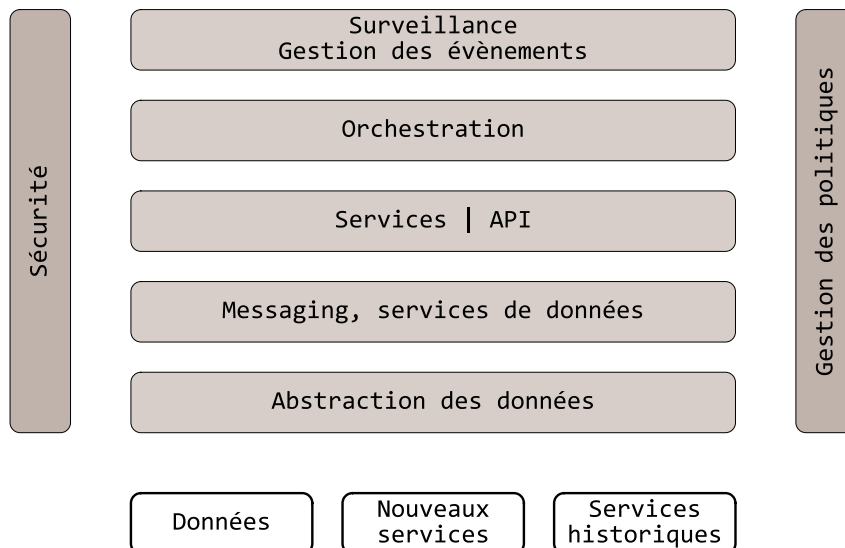 Sécurité
Surveillance
Gestion des évènements
Orchestration
Services | API
Messaging, services de données
Abstraction des données
Gestion des politiques
Données
Nouveaux
services
Services
historiques